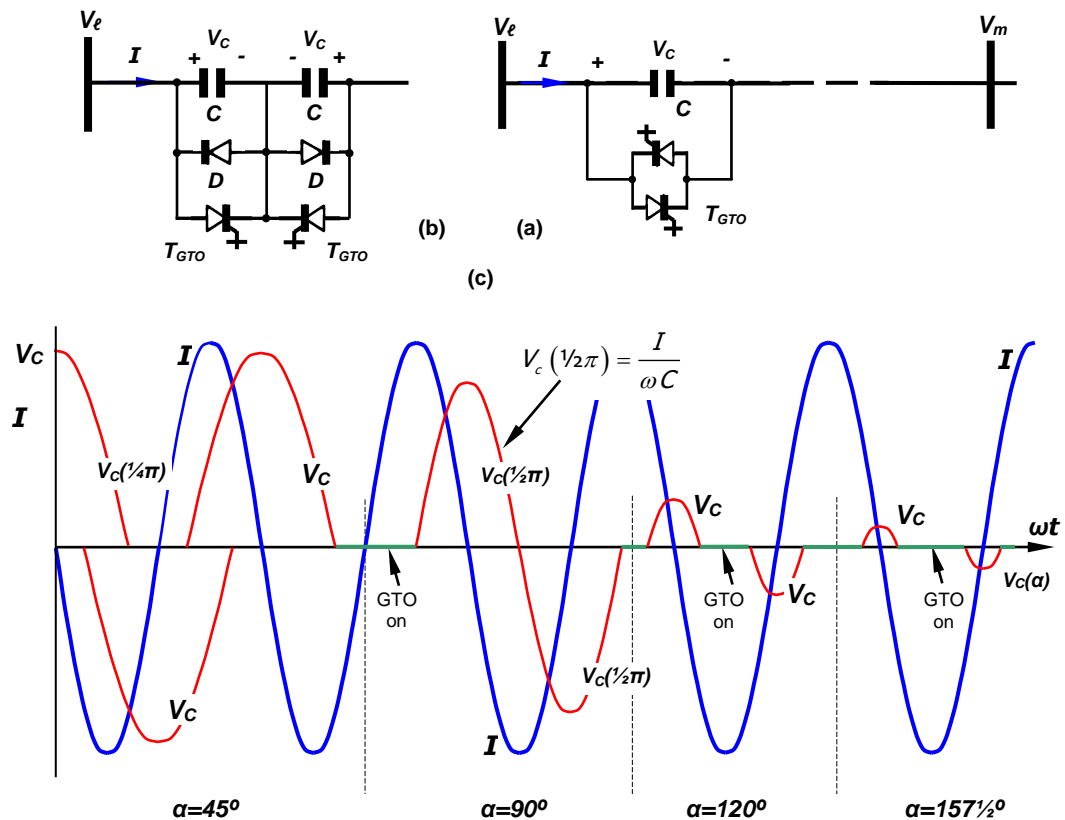 Vℓ
I
+ VC - - VC +
C C
D D
TGTO TGTO
(b)
Vℓ
I
+ VC -
C
TGTO
(a)
Vm
(c)
VC
I
VC(¼π)
VC
I
VC
GTO
on
Vc(½π) = I / ωC
VC(½π)
I
VC(½π)
VC
GTO
on
VC
VC
GTO
on
VC(α)
I
ωt
α=45º α=90º α=120º α=157½º